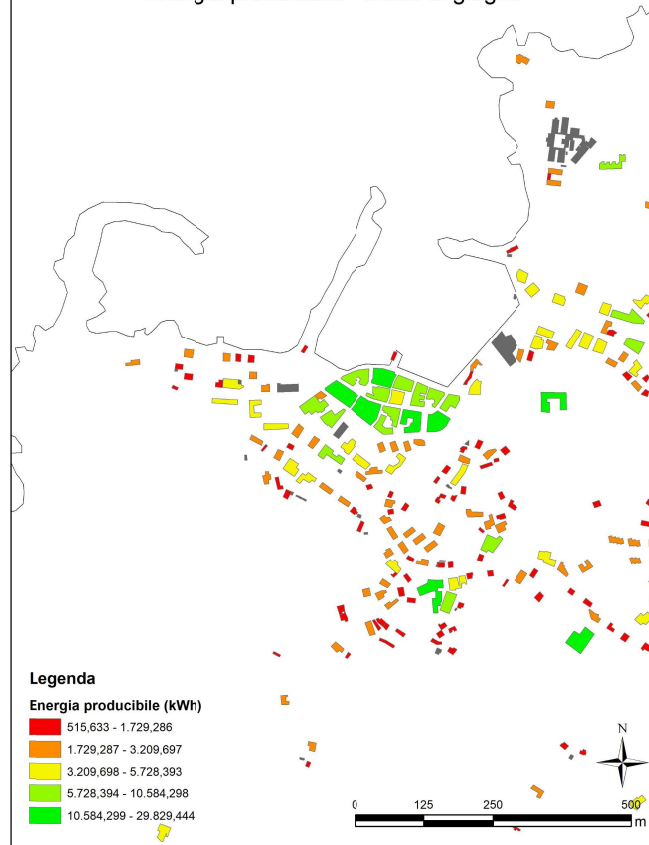 Legenda
Energia producibile (kWh)
515,633 - 1.729,286
1.729,287 - 3.209,697
3.209,698 - 5.728,393
5.728,394 - 10.584,298
10.584,299 - 29.829,444
N
0 125 250 500
m